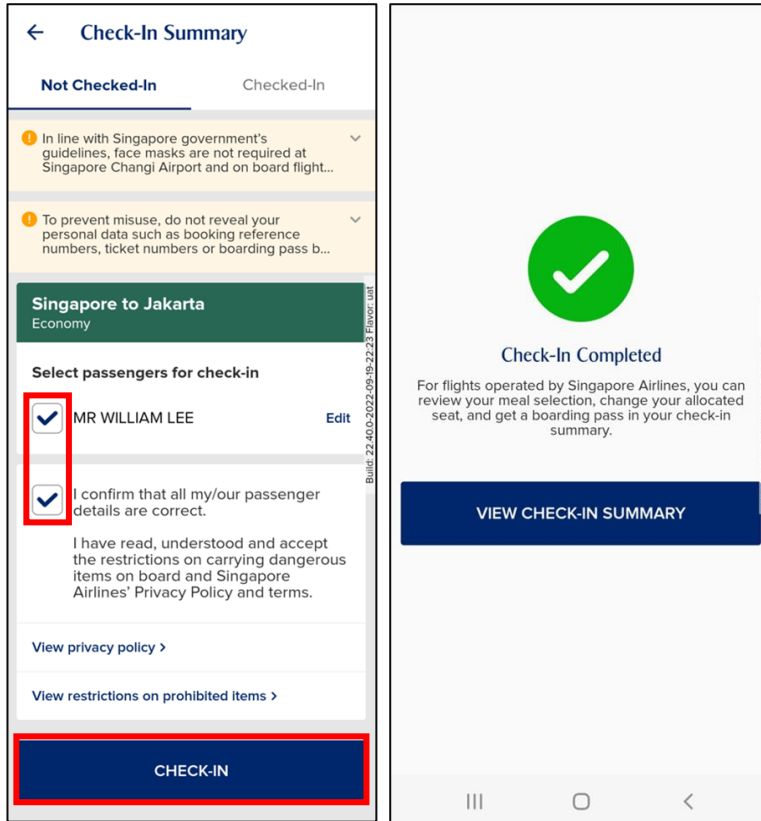 Check-In Summary
Not Checked-In
Checked-In
In line with Singapore government's
guidelines, face masks are not required at
Singapore Changi Airport and on board flight...
To prevent misuse, do not reveal your
personal data such as booking reference
numbers, ticket numbers or boarding pass b...
Singapore to Jakarta
Economy
Select passengers for check-in
MR WILLIAM LEE
Edit
I confirm that all my/our passenger
details are correct.
I have read, understood and accept
the restrictions on carrying dangerous
items on board and Singapore
Airlines' Privacy Policy and terms.
View privacy policy >
View restrictions on prohibited items >
CHECK-IN
Build: 22.40.0-2022-09-19-22:23 Flavor: uat
Check-In Completed
For flights operated by Singapore Airlines, you can
review your meal selection, change your allocated
seat, and get a boarding pass in your check-in
summary.
VIEW CHECK-IN SUMMARY